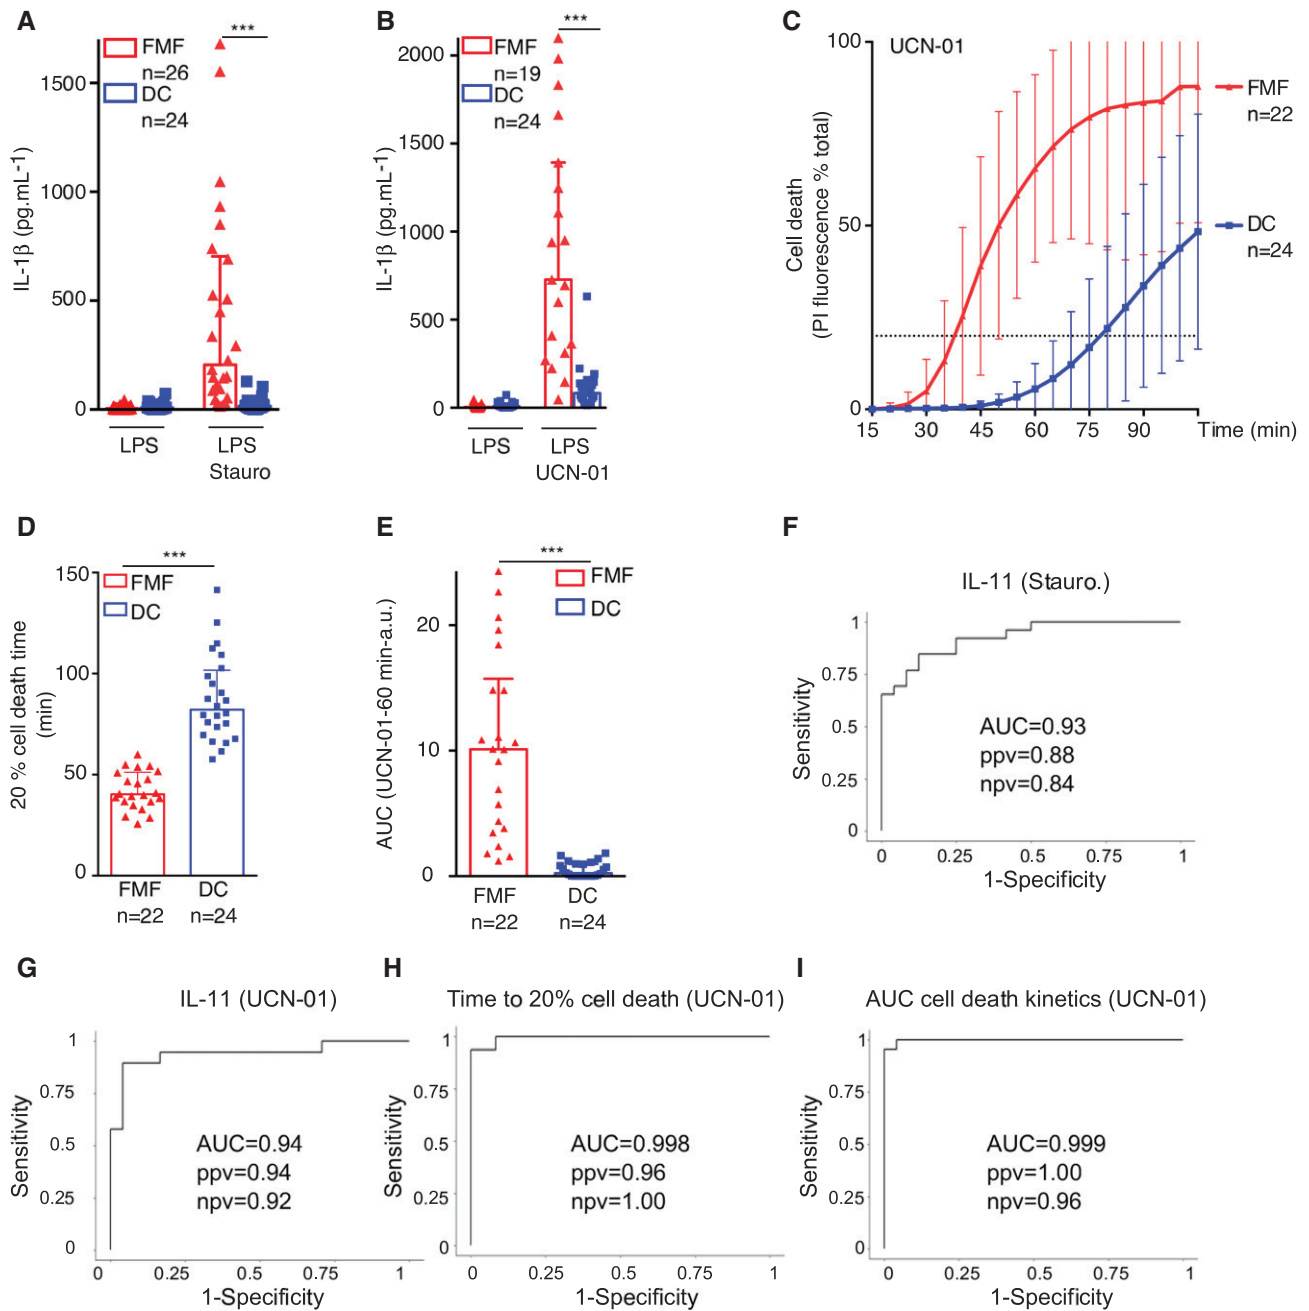 A
IL-1β (pg.mL-1)
1500
1000
500
0
FMF
n=26
DC
n=24
***
LPS
LPS
Stauro
B
IL-1β (pg.mL-1)
2000
1500
1000
500
0
FMF
n=19
DC
n=24
***
LPS
LPS
UCN-01
C
UCN-01
Cell death
(PI fluorescence % total)
100
50
0
15
30
45
60
75
90
Time (min)
FMF
n=22
DC
n=24
D
20 % cell death time
(min)
150
100
50
0
***
FMF
DC
FMF
n=22
DC
n=24
E
AUC (UCN-01-60 min-a.u.)
20
10
0
***
FMF
DC
FMF
n=22
DC
n=24
F
IL-11 (Stauro.)
Sensitivity
1
0.75
0.5
0.25
0
AUC=0.93
ppv=0.88
npv=0.84
0
0.25
0.5
0.75
1
1-Specificity
G
IL-11 (UCN-01)
Sensitivity
1
0.75
0.5
0.25
0
AUC=0.94
ppv=0.94
npv=0.92
0
0.25
0.5
0.75
1
1-Specificity
H
Time to 20% cell death (UCN-01)
Sensitivity
1
0.75
0.5
0.25
0
AUC=0.998
ppv=0.96
npv=1.00
0
0.25
0.5
0.75
1
1-Specificity
I
AUC cell death kinetics (UCN-01)
Sensitivity
1
0.75
0.5
0.25
0
AUC=0.999
ppv=1.00
npv=0.96
0
0.25
0.5
0.75
1
1-Specificity